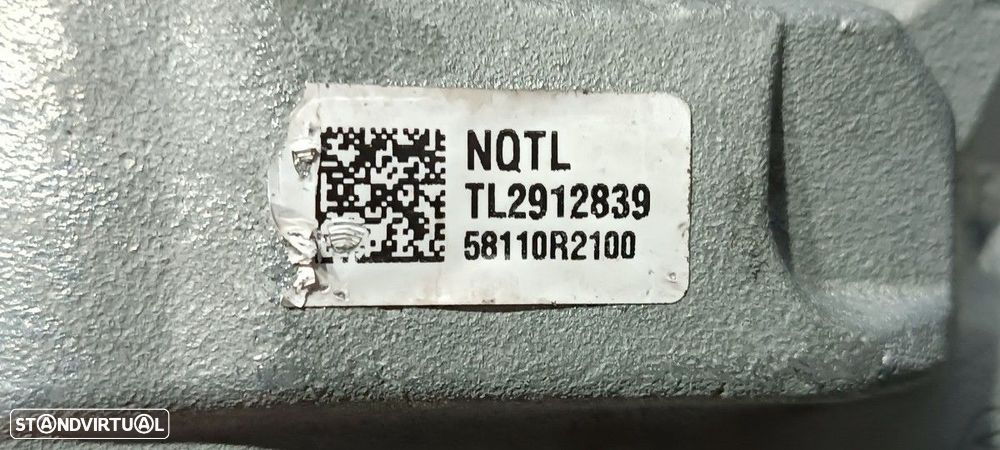 NQTL
TL2912839
58110R2100
STANDVIRTUAL